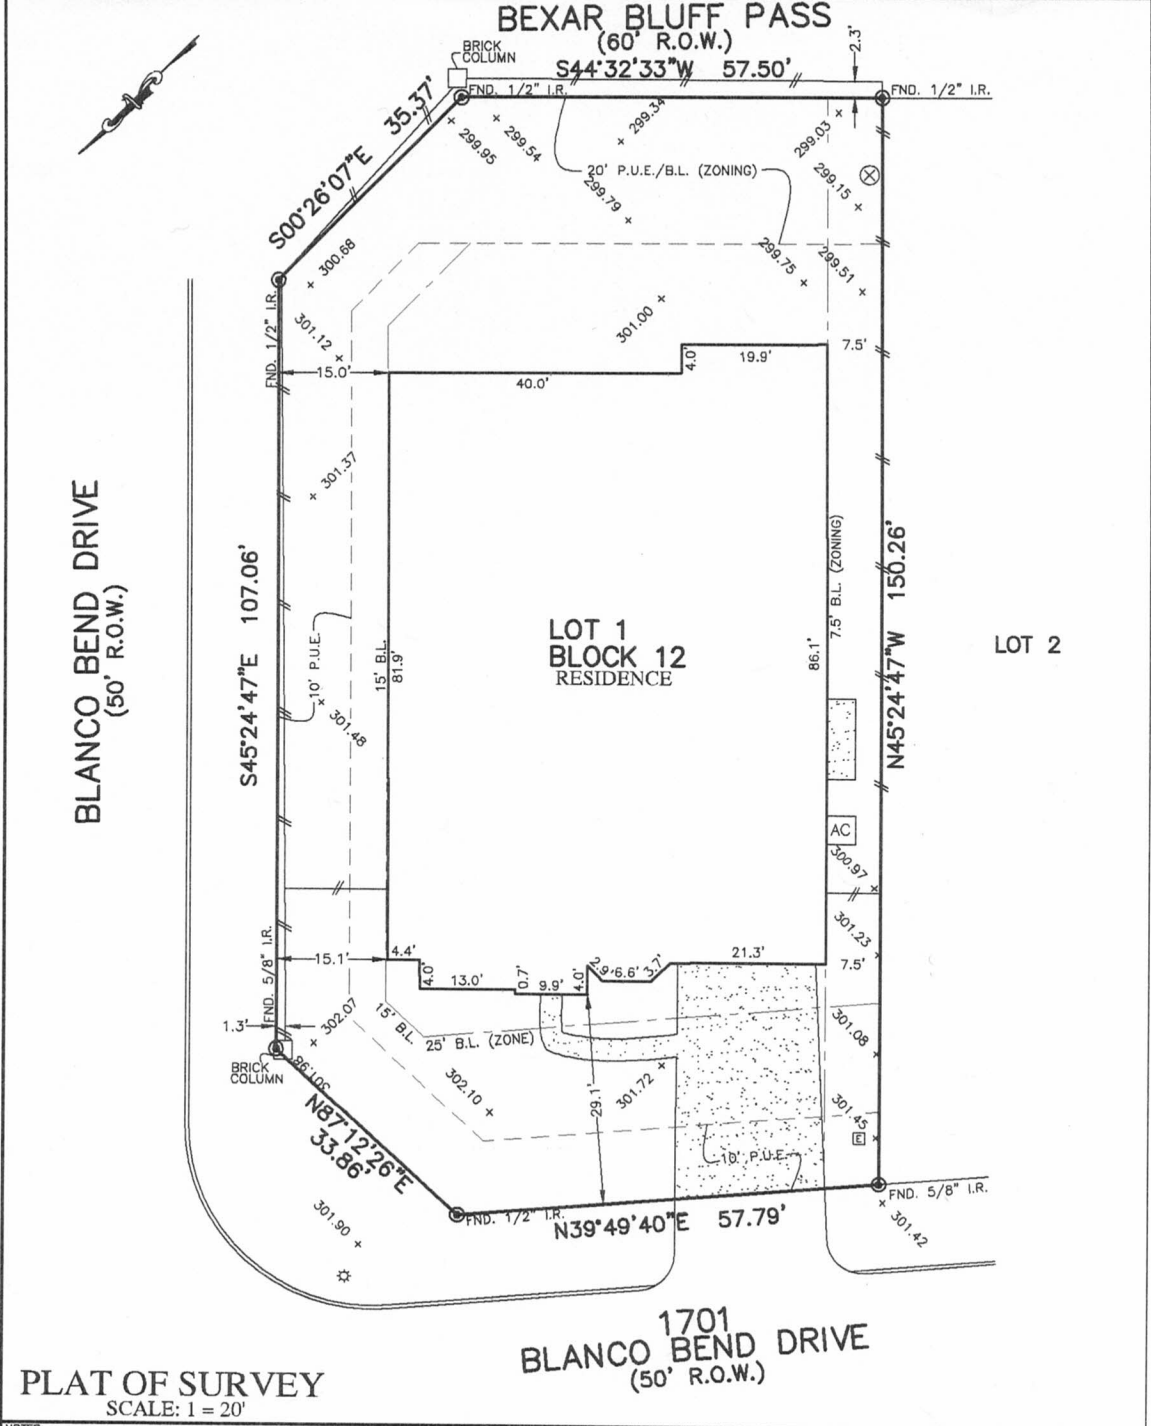 BEXAR BLUFF PASS
(60' R.O.W.)
S44°32'33"W 57.50'
2.3'
BRICK
COLUMN
FND. 1/2" I.R.
FND. 1/2" I.R.
S00°26'07"E 35.37'
299.95
299.54
299.34
299.03
299.15
20' P.U.E./B.L. (ZONING)
299.79
299.75
299.51
300.68
301.12
301.00
FND. 1/2" I.R.
15.0'
40.0'
4.0'
19.9'
7.5'
301.37
BLANCO BEND DRIVE
(50' R.O.W.)
S45°24'47"E 107.06'
10' P.U.E.
301.48
15' B.L.
81.9'
LOT 1
BLOCK 12
RESIDENCE
86.1'
7.5' B.L. (ZONING)
N45°24'47"W 150.26'
LOT 2
AC
300.97
301.23
7.5'
FND. 5/8" I.R.
15.1'
4.4'
4.0'
13.0'
0.7'
9.9'
4.0'
2.9'
6.6'
3.7'
21.3'
1.3'
302.07
15' B.L.
25' B.L. (ZONE)
301.08
BRICK
COLUMN
301.98
302.10
301.72
29.1'
301.45
E
10' P.U.E.
N87°12'26"E
33.86'
FND. 1/2" I.R.
N39°49'40"E 57.79'
FND. 5/8" I.R.
301.42
301.90
1701
BLANCO BEND DRIVE
(50' R.O.W.)
PLAT OF SURVEY
SCALE: 1 = 20'